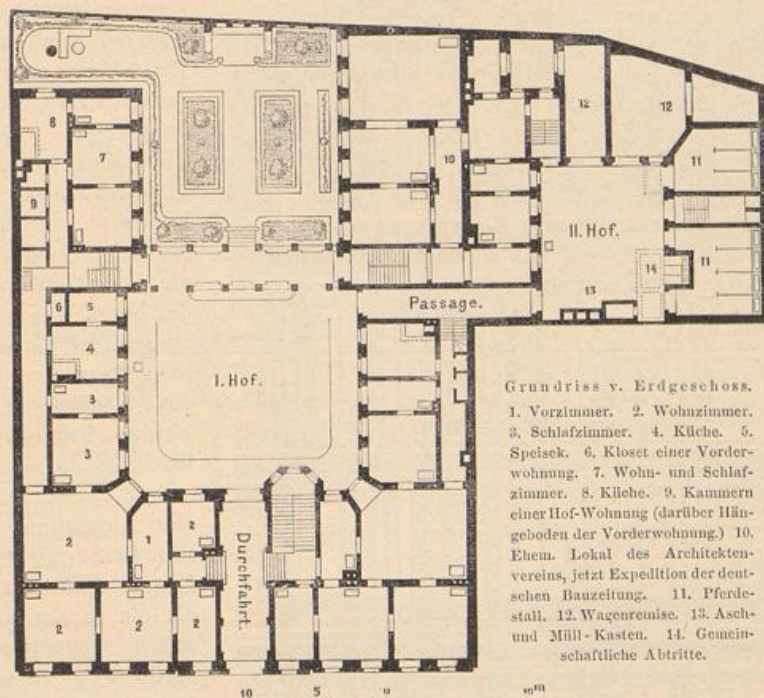 12
12
8
7
10
11
9
II. Hof.
14
11
6
5
13
Passage.
4
I. Hof.
3
3
2
1
2
Durchfahrt.
2
2
2
Grundriss v. Erdgeschoss.
1. Vorzimmer. 2. Wohnzimmer.
3. Schlafzimmer. 4. Küche. 5.
Speisek. 6. Kloset einer Vorder-
wohnung. 7. Wohn- und Schlaf-
zimmer. 8. Küche. 9. Kammern
einer Hof-Wohnung (darüber Hän-
geboden der Vorderwohnung.) 10.
Ehem. Lokal des Architekten-
vereins, jetzt Expedition der deut-
schen Bauzeitung. 11. Pferde-
stall. 12. Wagenremise. 13. Asch-
und Müll-Kasten. 14. Gemein-
schaftliche Abtritte.
10 5 0 10m